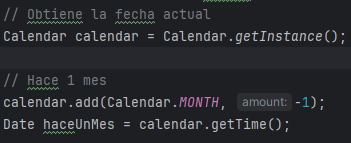 // Obtiene la fecha actual
Calendar calendar = Calendar.getInstance();
// Hace 1 mes
calendar.add(Calendar.MONTH, amount: -1);
Date haceUnMes = calendar.getTime();